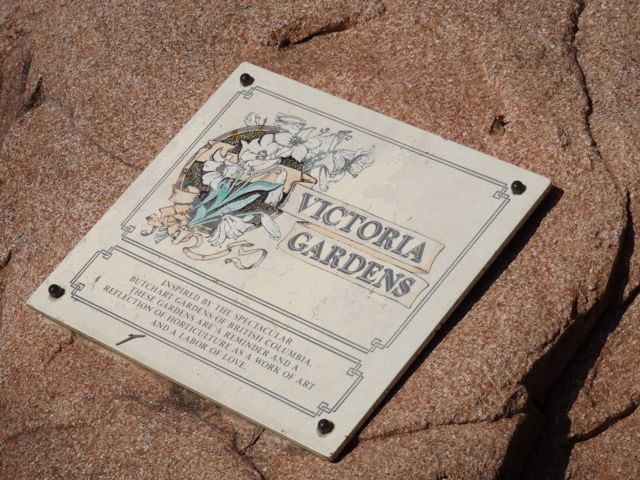 VICTORIA
GARDENS
INSPIRED BY THE SPECTACULAR
BUTCHART GARDENS OF BRITISH COLUMBIA.
THESE GARDENS ARE A REMINDER AND A
REFLECTION OF HORTICULTURE AS A WORK OF ART
AND A LABOR OF LOVE.